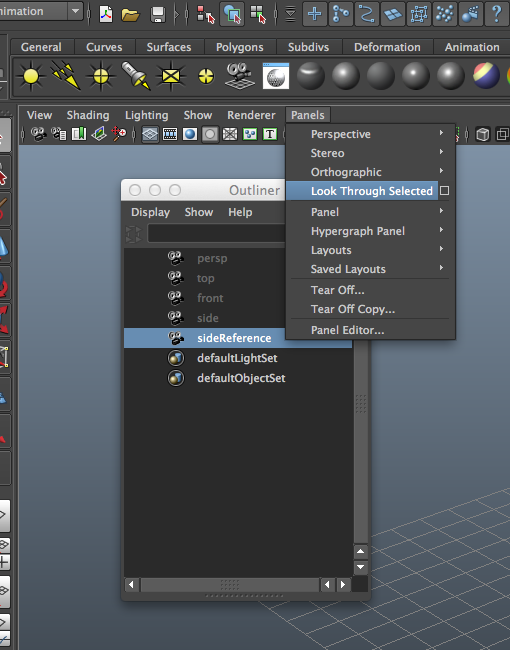 nimation
General Curves Surfaces Polygons Subdivs Deformation Animation
View Shading Lighting Show Renderer Panels
Perspective
Stereo
Orthographic
Look Through Selected
Panel
Hypergraph Panel
Layouts
Saved Layouts
Tear Off...
Tear Off Copy...
Panel Editor...
Outliner
Display Show Help
persp
top
front
side
sideReference
defaultLightSet
defaultObjectSet